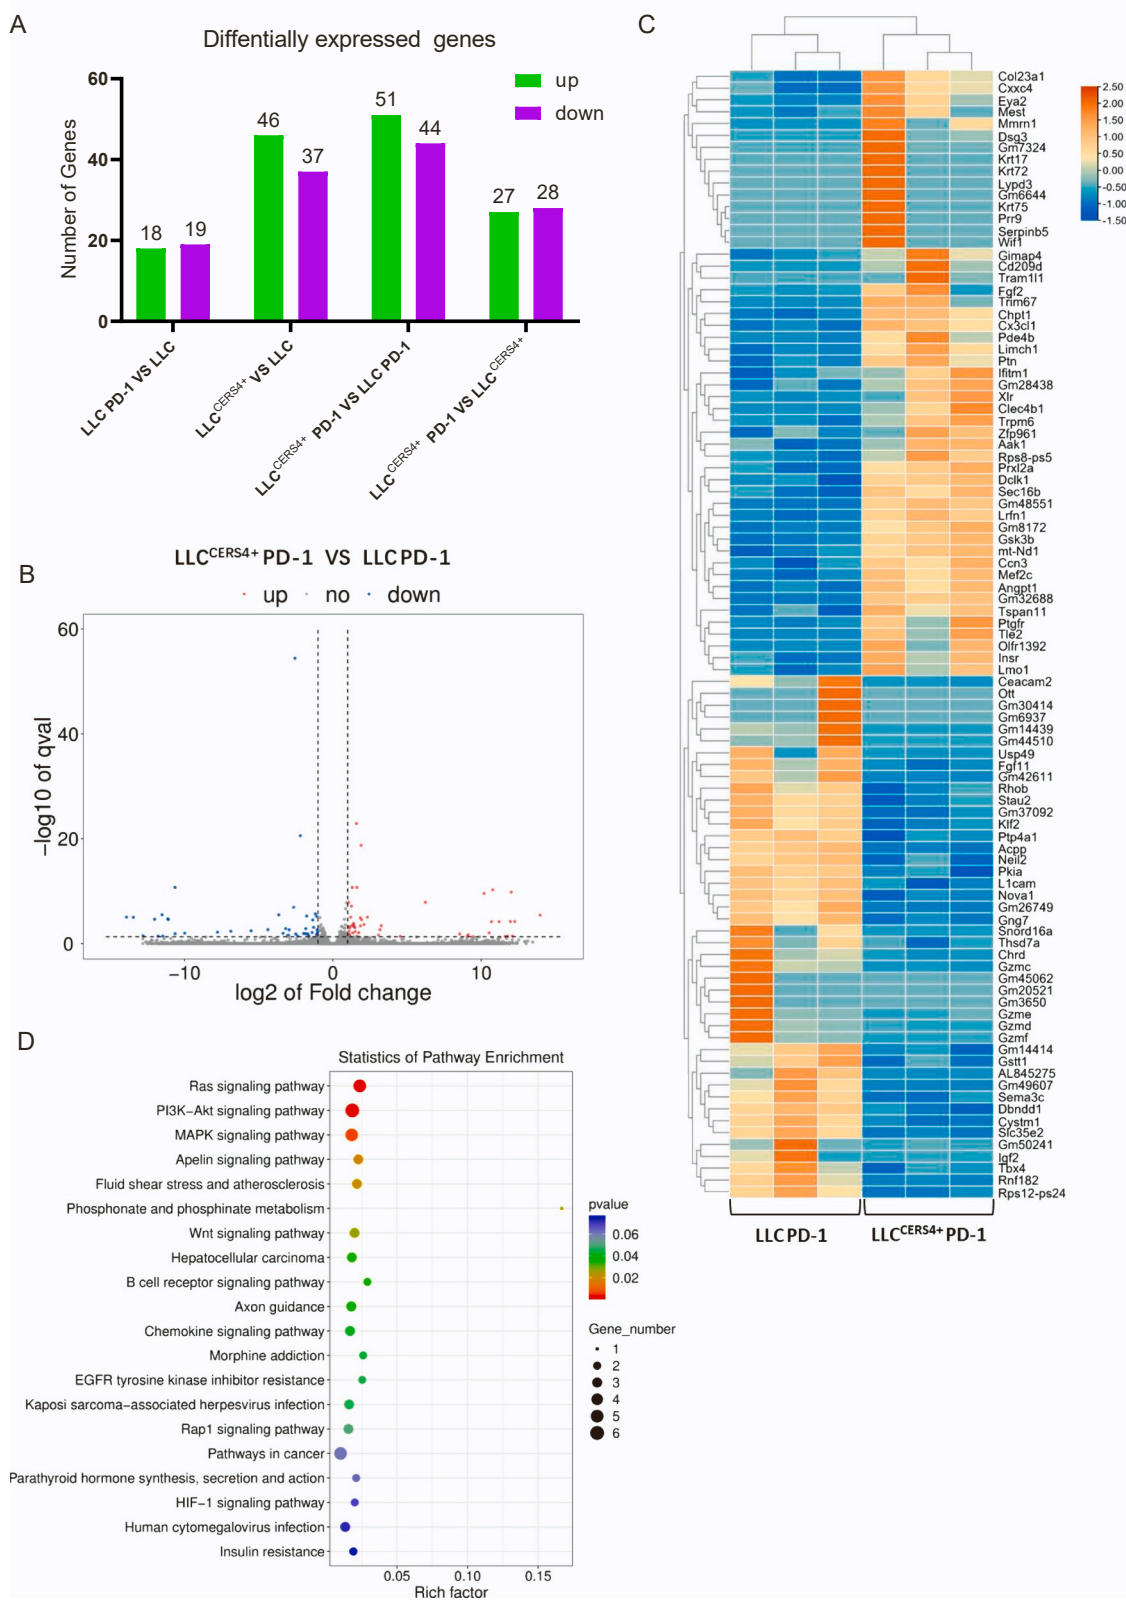 A
Diffentially expressed genes
up
down
Number of Genes
60
40
20
0
18
19
46
37
51
44
27
28
LLC PD-1 VS LLC
LLC^CERS4+ VS LLC
LLC^CERS4+ PD-1 VS LLC PD-1
LLC^CERS4+ PD-1 VS LLC^CERS4+
B
LLC^CERS4+ PD-1 VS LLC PD-1
up no down
−log10 of qval
60
40
20
0
−10 0 10
log2 of Fold change
C
2.50
2.00
1.50
1.00
0.50
0.00
-0.50
-1.00
-1.50
Col23a1
Cxxc4
Eya2
Mest
Mmrn1
Dsg3
Gm7324
Krt17
Krt72
Lypd3
Gm6644
Krt75
Prr9
Serpinb5
Wif1
Gimap4
Cd209d
Tram1l1
Fgf2
Trim67
Chpt1
Cx3cl1
Pde4b
Limch1
Ptn
Ifitm1
Gm28438
Xlr
Clec4b1
Trpm6
Zfp961
Aak1
Rps8-ps5
Prxl2a
Dclk1
Sec16b
Gm48551
Lrfn1
Gm8172
Gsk3b
mt-Nd1
Ccn3
Mef2c
Angpt1
Gm32688
Tspan11
Ptgfr
Tle2
Olfr1392
Insr
Lmo1
Ceacam2
Ott
Gm30414
Gm6937
Gm14439
Gm44510
Usp49
Fgf11
Gm42611
Rhob
Stau2
Gm37092
Klf2
Ptp4a1
Acpp
Neil2
Pkia
L1cam
Nova1
Gm26749
Gng7
Snord16a
Thsd7a
Chrd
Gzmc
Gm45062
Gm20521
Gm3650
Gzme
Gzmd
Gzmf
Gm14414
Gstt1
AL845275
Gm49607
Sema3c
Dbndd1
Cystm1
Slc35e2
Gm50241
Igf2
Tbx4
Rnf182
Rps12-ps24
LLC PD-1 LLC^CERS4+ PD-1
D
Statistics of Pathway Enrichment
Ras signaling pathway
PI3K−Akt signaling pathway
MAPK signaling pathway
Apelin signaling pathway
Fluid shear stress and atherosclerosis
Phosphonate and phosphinate metabolism
Wnt signaling pathway
Hepatocellular carcinoma
B cell receptor signaling pathway
Axon guidance
Chemokine signaling pathway
Morphine addiction
EGFR tyrosine kinase inhibitor resistance
Kaposi sarcoma−associated herpesvirus infection
Rap1 signaling pathway
Pathways in cancer
Parathyroid hormone synthesis, secretion and action
HIF−1 signaling pathway
Human cytomegalovirus infection
Insulin resistance
0.05 0.10 0.15
Rich factor
pvalue
0.06
0.04
0.02
Gene_number
1
2
3
4
5
6